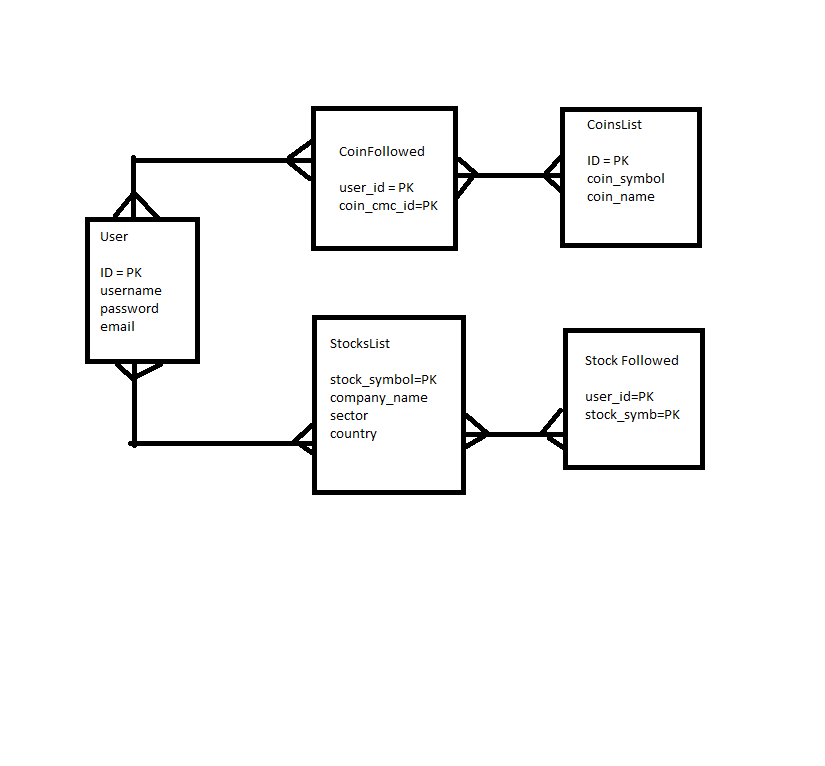 CoinFollowed
user_id = PK
coin_cmc_id=PK
CoinsList
ID = PK
coin_symbol
coin_name
User
ID = PK
username
password
email
StocksList
stock_symbol=PK
company_name
sector
country
Stock Followed
user_id=PK
stock_symb=PK